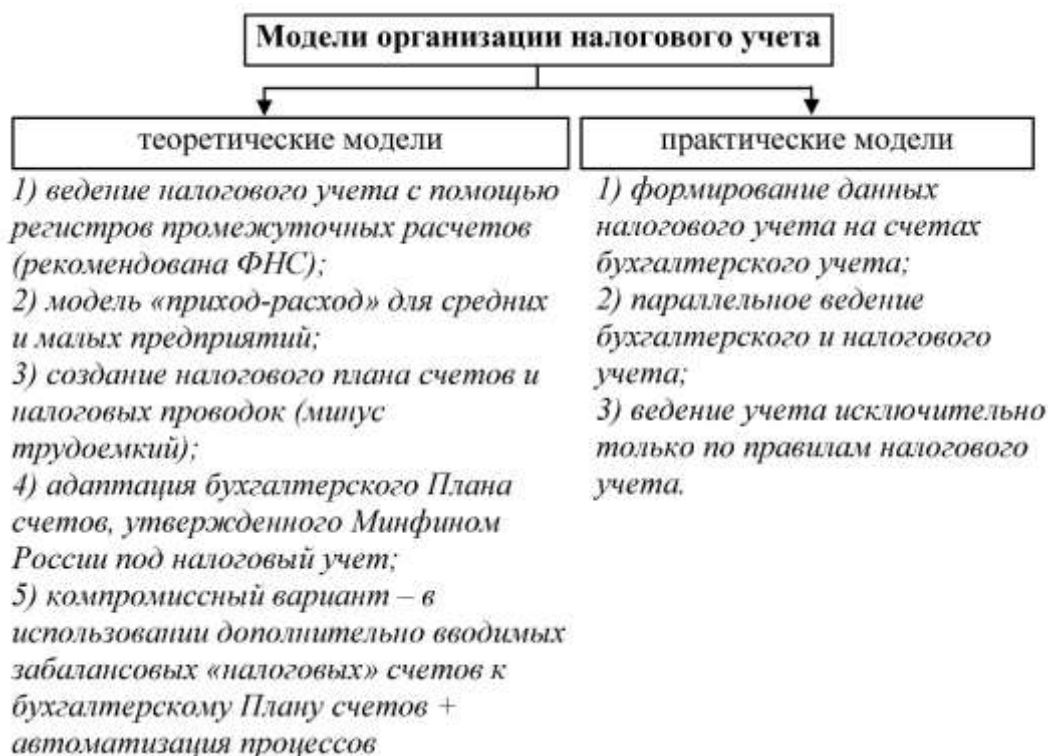 Модели организации налогового учета
теоретические модели
1) ведение налогового учета с помощью
регистров промежуточных расчетов
(рекомендована ФНС);
2) модель «приход-расход» для средних
и малых предприятий;
3) создание налогового плана счетов и
налоговых проводок (минус
трудоемкий);
4) адаптация бухгалтерского Плана
счетов, утвержденного Минфином
России под налоговый учет;
5) компромиссный вариант – в
использовании дополнительно вводимых
забалансовых «налоговых» счетов к
бухгалтерскому Плану счетов +
автоматизация процессов
практические модели
1) формирование данных
налогового учета на счетах
бухгалтерского учета;
2) параллельное ведение
бухгалтерского и налогового
учета;
3) ведение учета исключительно
только по правилам налогового
учета.